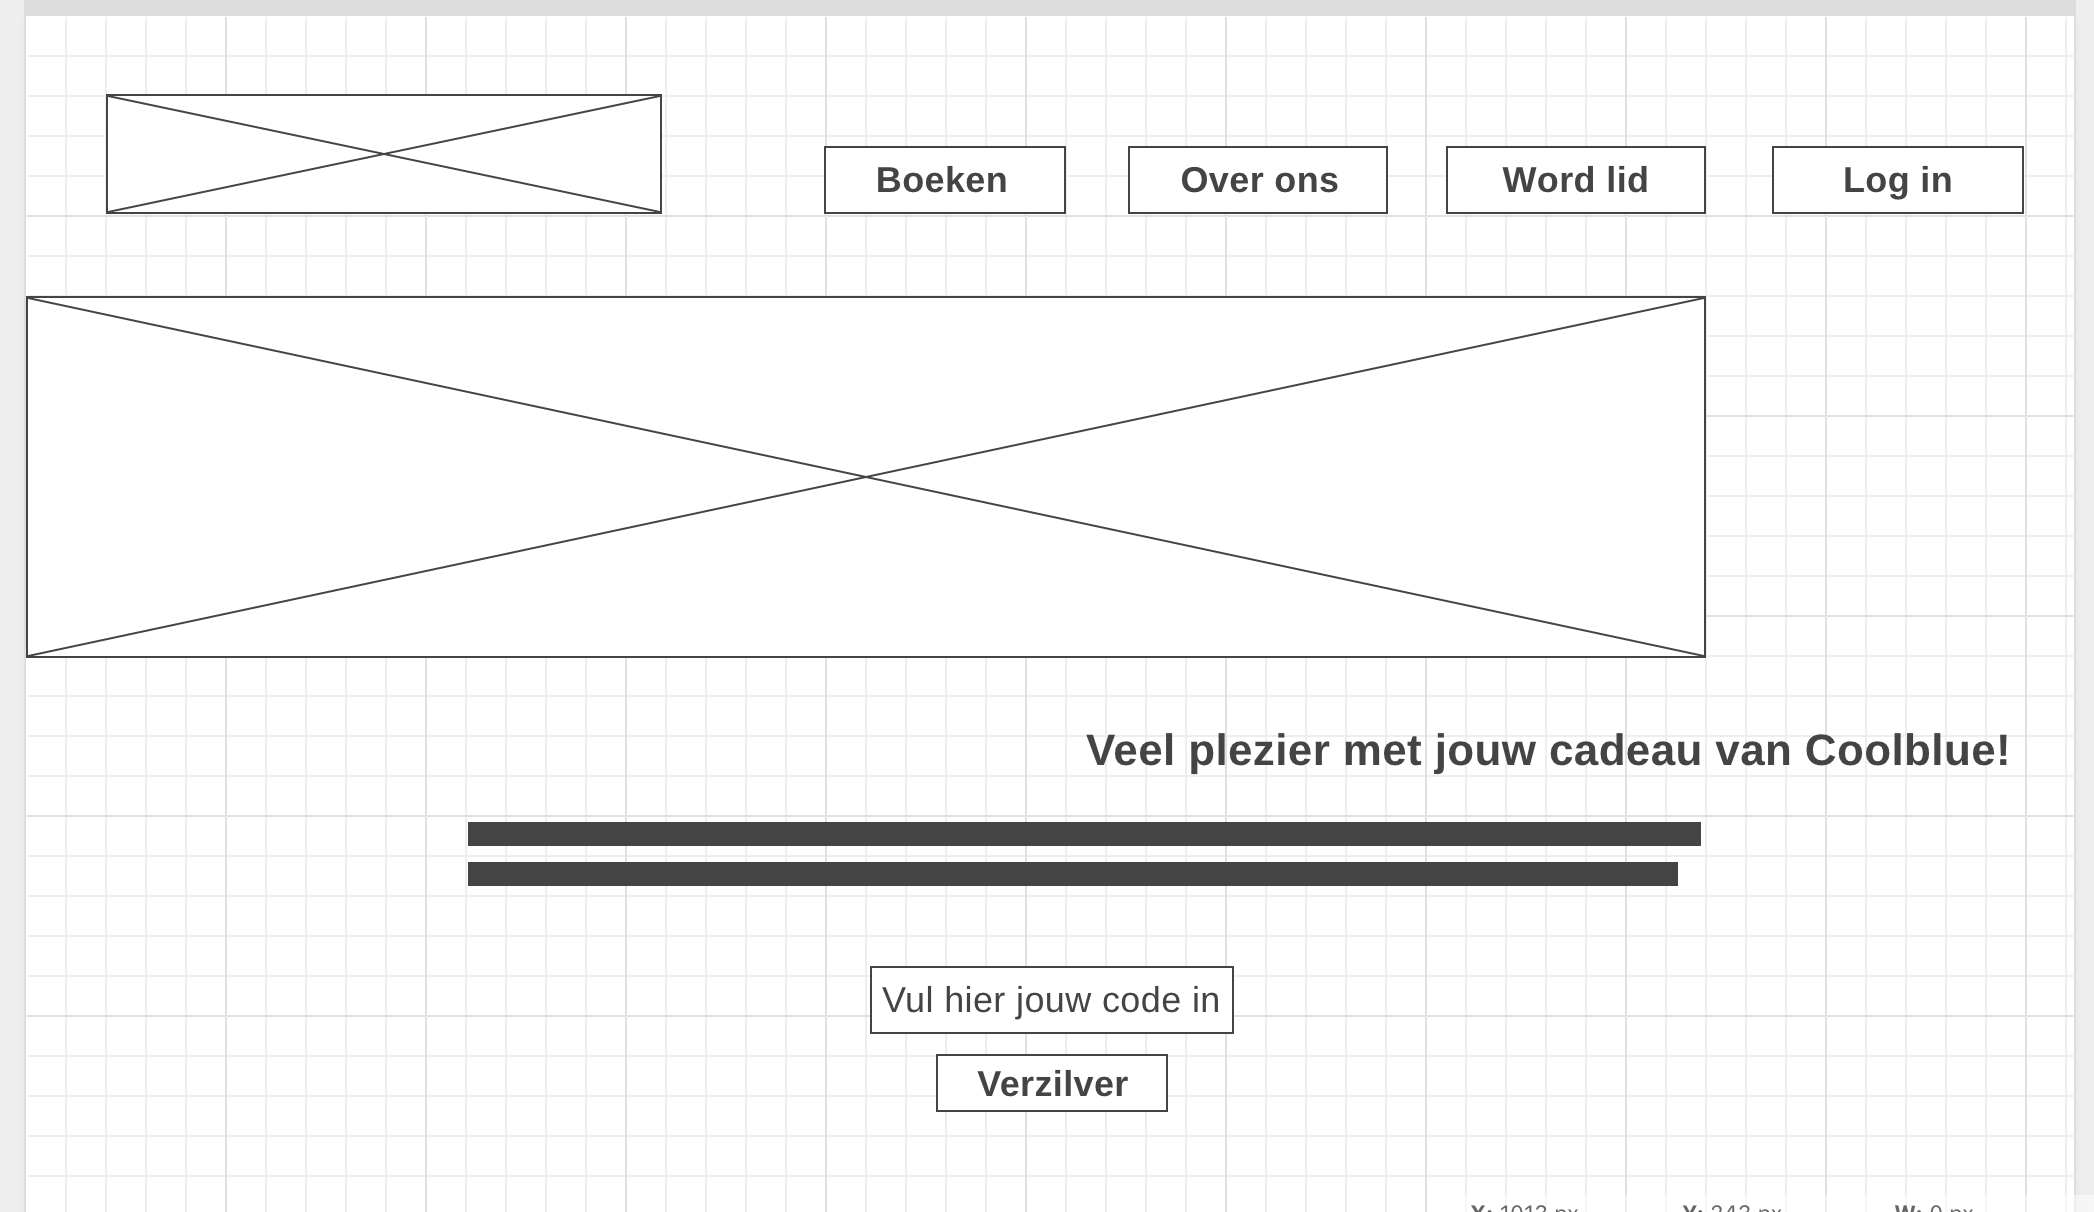 Boeken
Over ons
Word lid
Log in
Veel plezier met jouw cadeau van Coolblue!
Vul hier jouw code in
Verzilver
X: 1013 px
Y: 243 px
W: 0 px